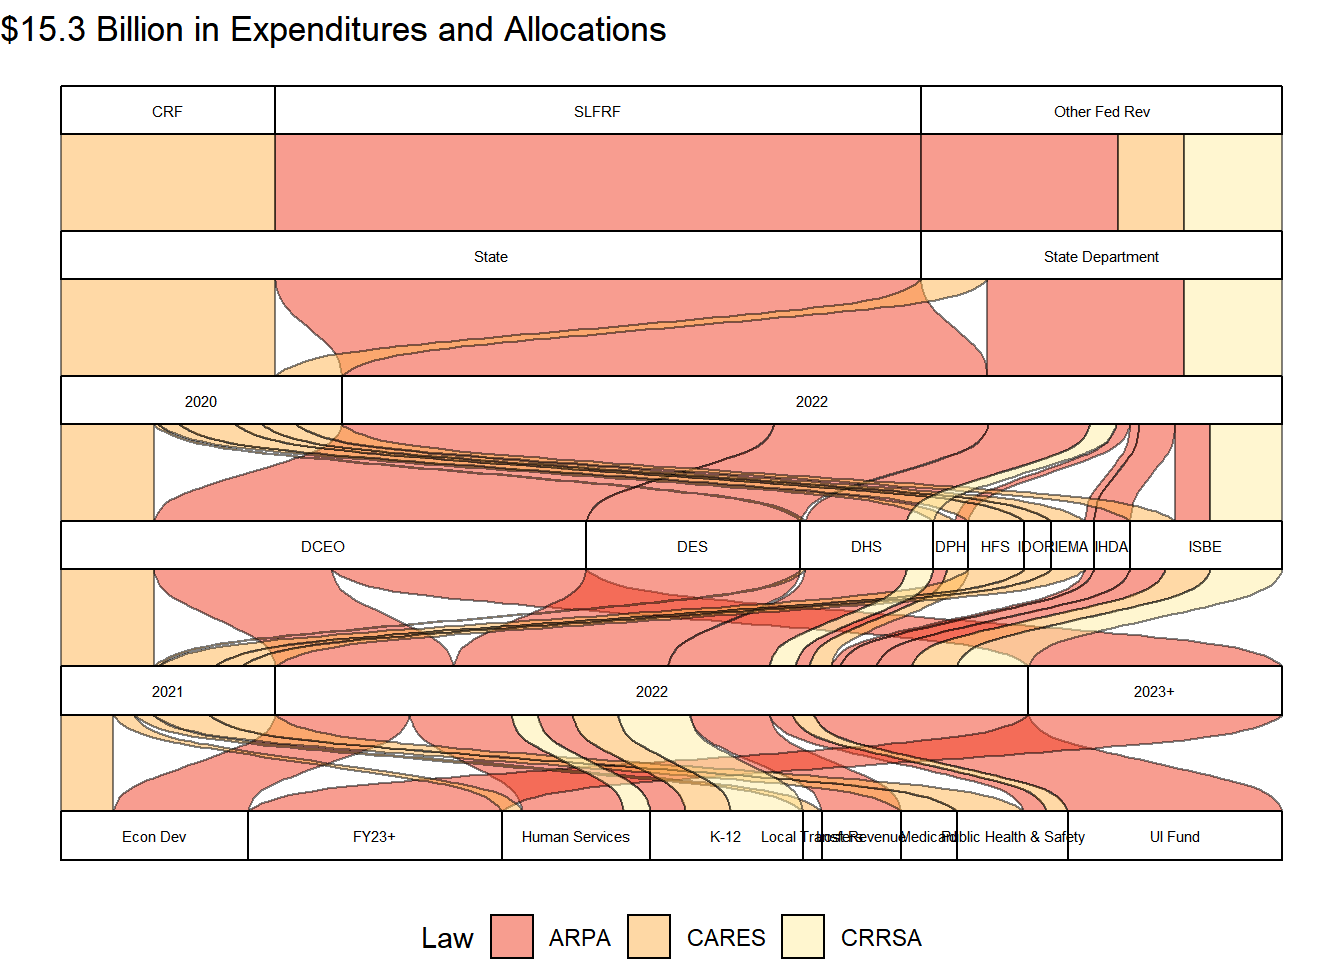 $15.3 Billion in Expenditures and Allocations
CRF SLFRF Other Fed Rev
State State Department
2020 2022
DCEO DES DHS DPH HFS IDOR IEMA IHDA ISBE
2021 2022 2023+
Econ Dev FY23+ Human Services K-12 Local Transfers Lost Revenue Medicaid Public Health & Safety UI Fund
Law ARPA CARES CRRSA